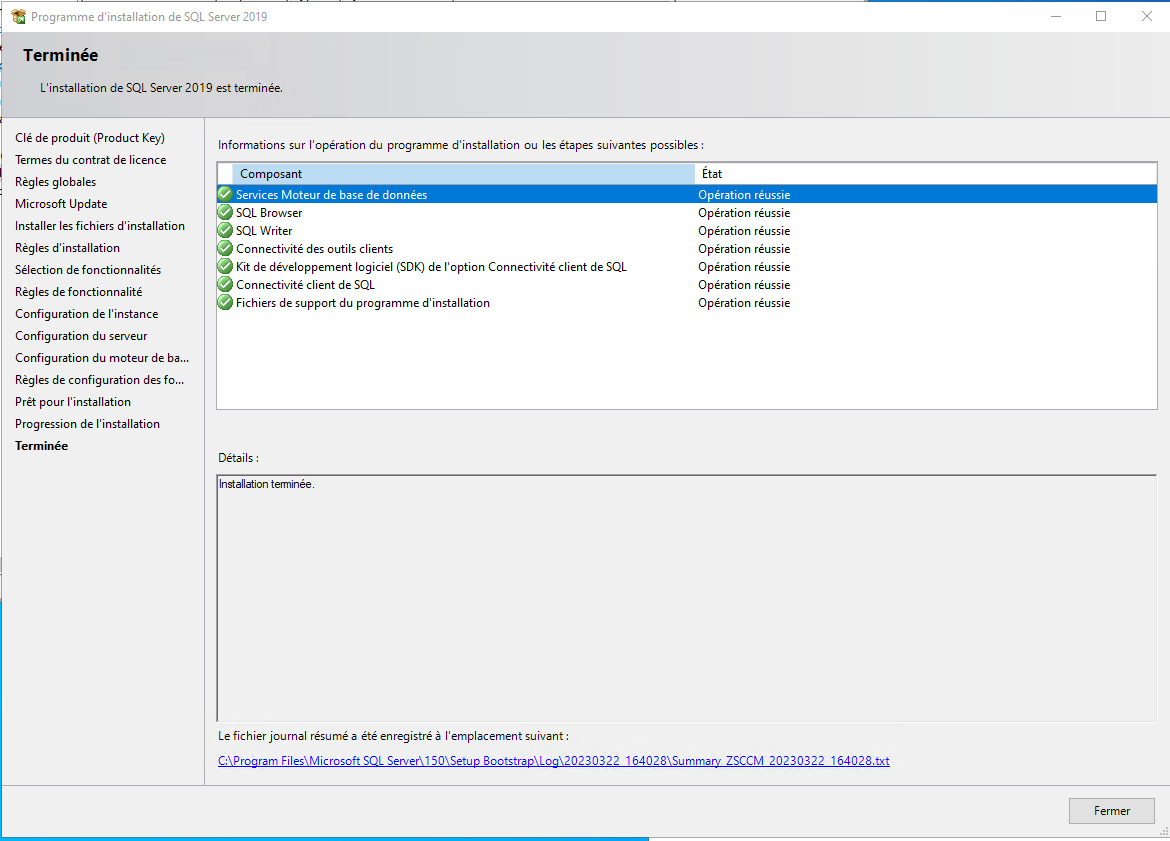 Programme d'installation de SQL Server 2019
Terminée
L'installation de SQL Server 2019 est terminée.
Clé de produit (Product Key)
Termes du contrat de licence
Règles globales
Microsoft Update
Installer les fichiers d'installation
Règles d'installation
Sélection de fonctionnalités
Règles de fonctionnalité
Configuration de l'instance
Configuration du serveur
Configuration du moteur de ba...
Règles de configuration des fo...
Prêt pour l'installation
Progression de l'installation
Terminée
Informations sur l'opération du programme d'installation ou les étapes suivantes possibles :
Composant État
Services Moteur de base de données Opération réussie
SQL Browser Opération réussie
SQL Writer Opération réussie
Connectivité des outils clients Opération réussie
Kit de développement logiciel (SDK) de l'option Connectivité client de SQL Opération réussie
Connectivité client de SQL Opération réussie
Fichiers de support du programme d'installation Opération réussie
Détails :
Installation terminée.
Le fichier journal résumé a été enregistré à l'emplacement suivant :
C:\Program Files\Microsoft SQL Server\150\Setup Bootstrap\Log\20230322_164028\Summary_ZSCCM_20230322_164028.txt
Fermer